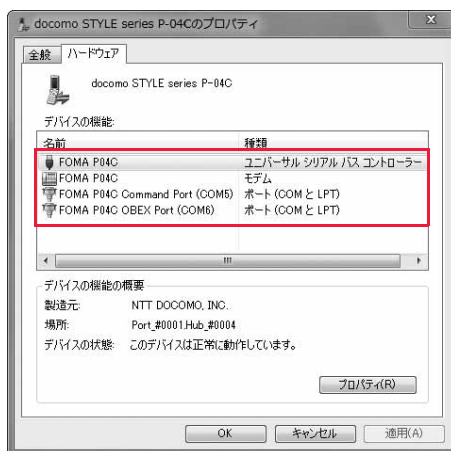 docomo STYLE series P-04Cのプロパティ
全般 ハードウェア
docomo STYLE series P-04C
デバイスの機能:
名前 種類
FOMA P04C ユニバーサル シリアル バス コントローラー
FOMA P04C モデム
FOMA P04C Command Port (COM5) ポート (COM と LPT)
FOMA P04C OBEX Port (COM6) ポート (COM と LPT)
デバイスの機能の概要
製造元: NTT DOCOMO, INC.
場所: Port_#0001.Hub_#0004
デバイスの状態: このデバイスは正常に動作しています。
プロパティ(R)
OK キャンセル 適用(A)